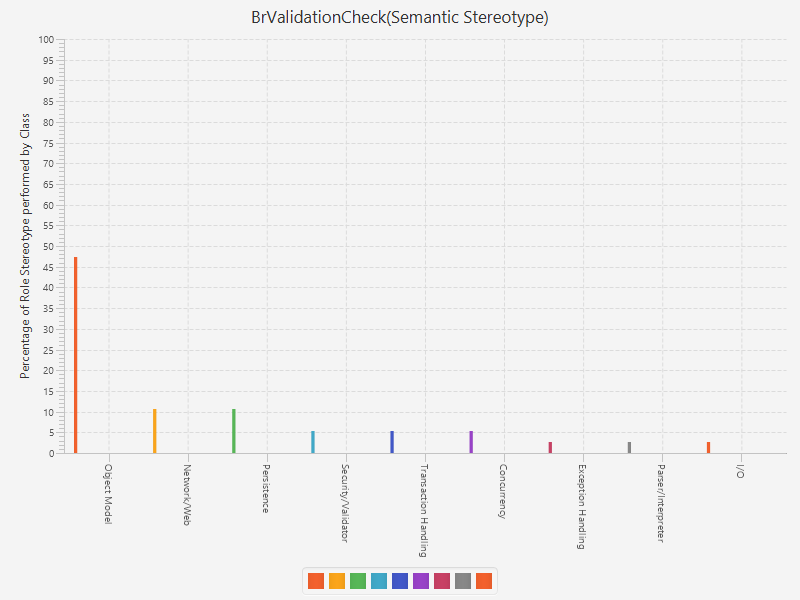 BrValidationCheck(Semantic Stereotype)
Percentage of Role Stereotype performed by Class
100
95
90
85
80
75
70
65
60
55
50
45
40
35
30
25
20
15
10
5
0
Object Model
Network/Web
Persistence
Security/Validator
Transaction Handling
Concurrency
Exception Handling
Parser/Interpreter
I/O